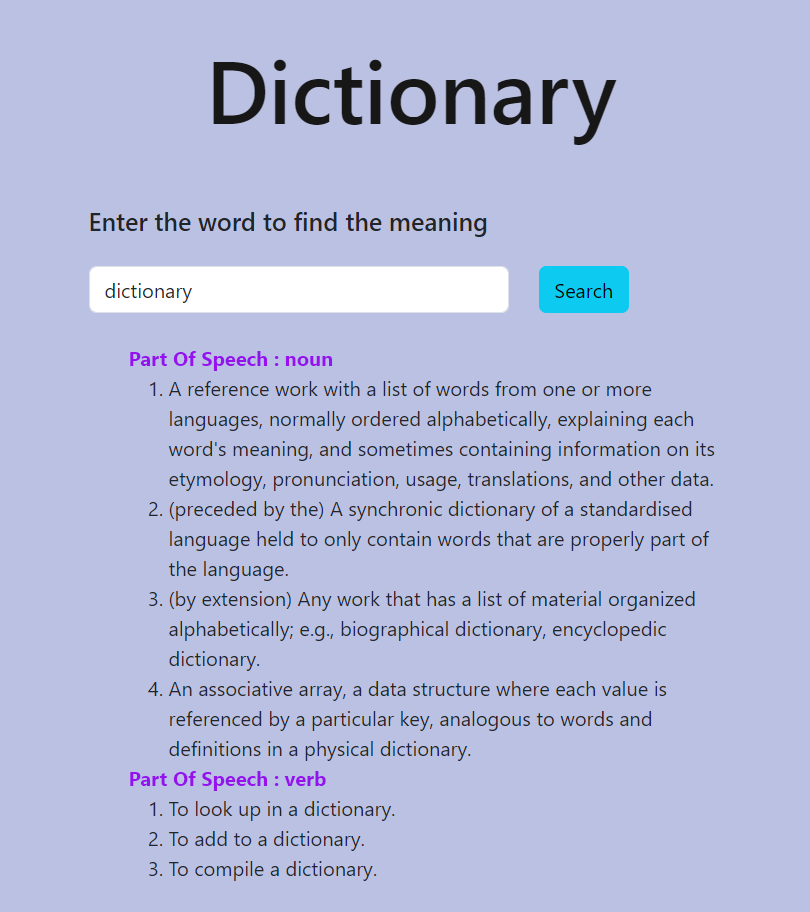 Dictionary
Enter the word to find the meaning
dictionary
Search
Part Of Speech : noun
1. A reference work with a list of words from one or more
languages, normally ordered alphabetically, explaining each
word's meaning, and sometimes containing information on its
etymology, pronunciation, usage, translations, and other data.
2. (preceded by the) A synchronic dictionary of a standardised
language held to only contain words that are properly part of
the language.
3. (by extension) Any work that has a list of material organized
alphabetically; e.g., biographical dictionary, encyclopedic
dictionary.
4. An associative array, a data structure where each value is
referenced by a particular key, analogous to words and
definitions in a physical dictionary.
Part Of Speech : verb
1. To look up in a dictionary.
2. To add to a dictionary.
3. To compile a dictionary.